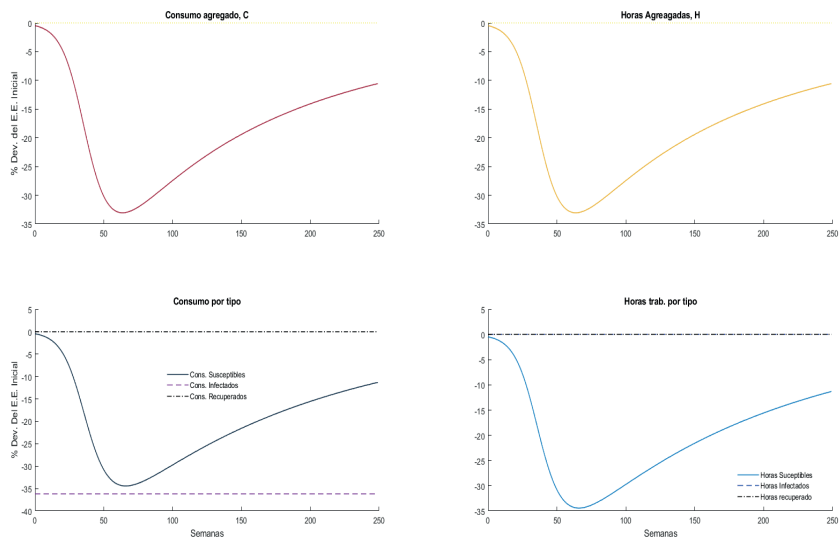 Consumo agregado, C
% Dev. del E.E. Inicial
0
-5
-10
-15
-20
-25
-30
-35
0 50 100 150 200 250
Horas Agreagadas, H
0
-5
-10
-15
-20
-25
-30
-35
0 50 100 150 200 250
Consumo por tipo
% Dev. Del E.E. Inicial
5
0
-5
-10
-15
-20
-25
-30
-35
-40
Cons. Susceptibles
Cons. Infectados
Cons. Recuperados
0 50 100 150 200 250
Semanas
Horas trab. por tipo
5
0
-5
-10
-15
-20
-25
-30
-35
Horas Suceptibles
Horas Infectados
Horas recuperado
0 50 100 150 200 250
Semanas